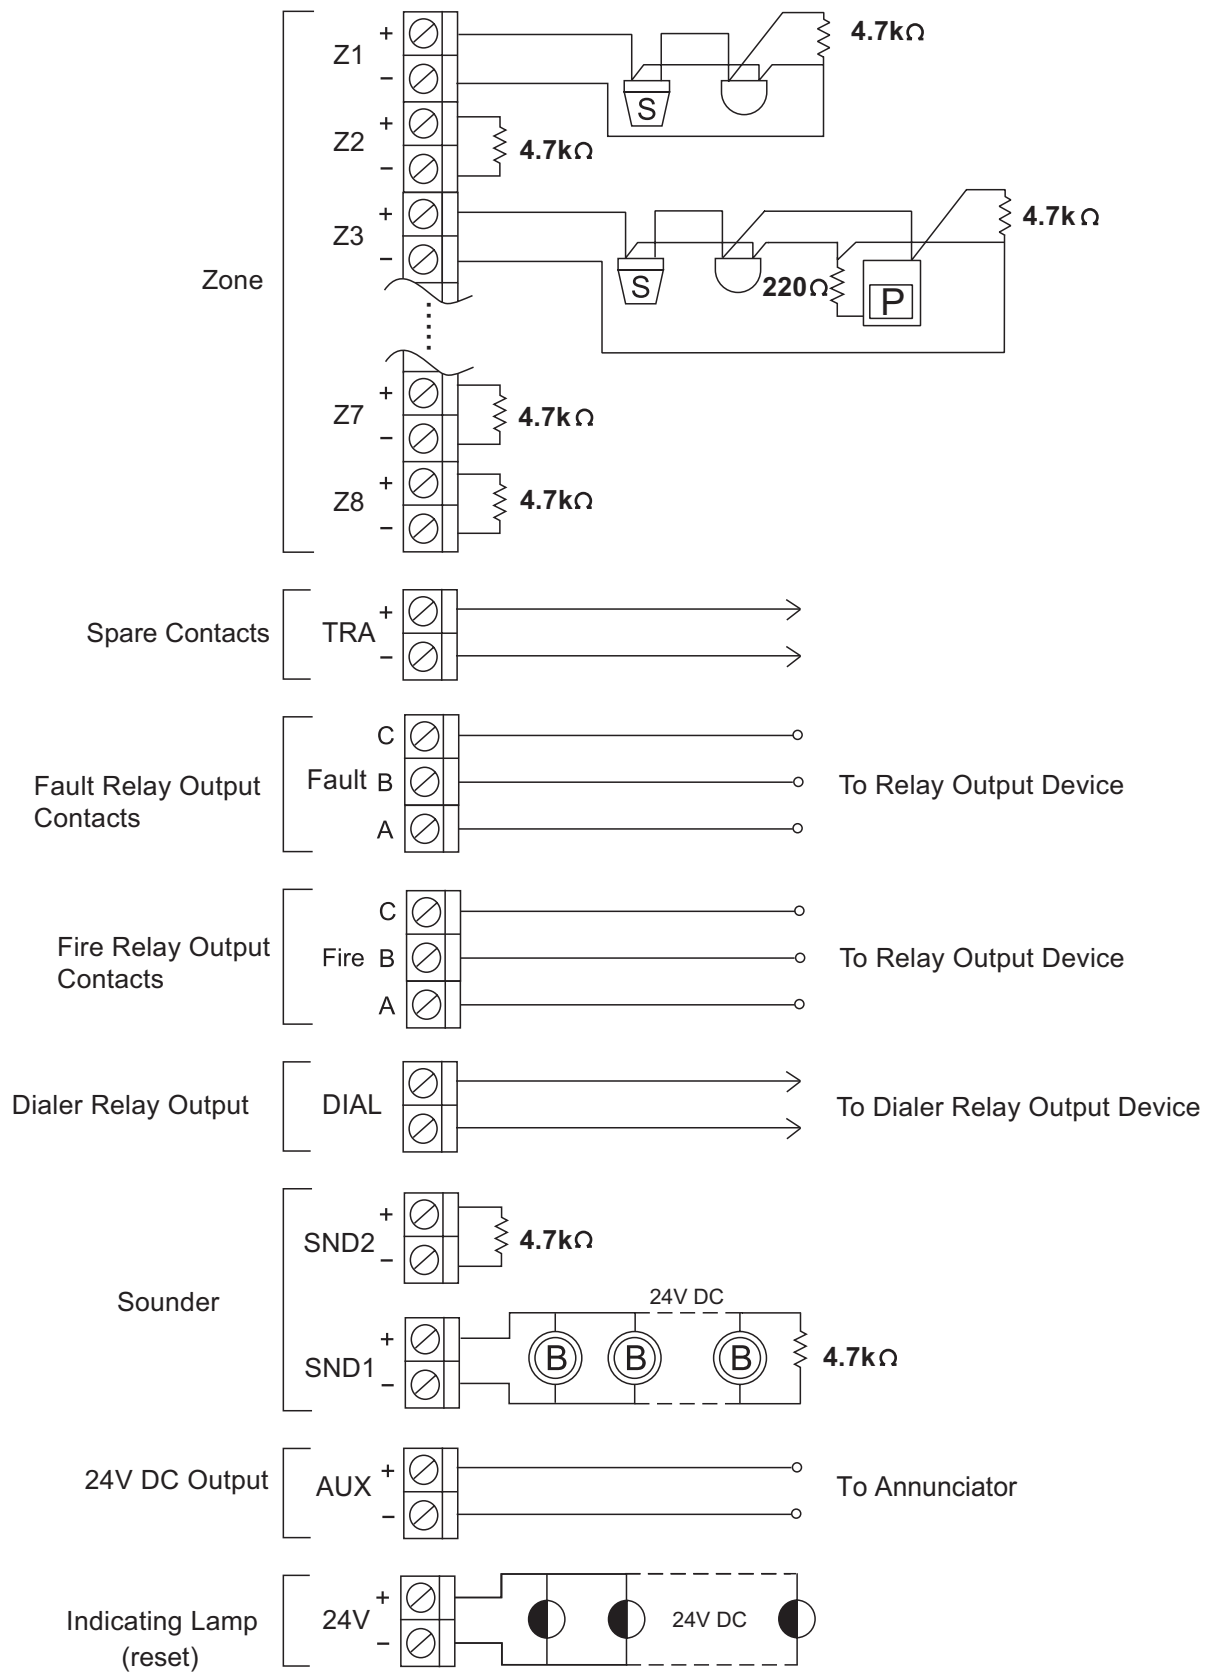 +
Z1
4.7kΩ
−
S
+
Z2
4.7kΩ
−
+
Z3
4.7kΩ
−
Zone
S
220Ω
P
+
Z7
4.7kΩ
−
+
Z8
4.7kΩ
−
Spare Contacts
TRA
+
−
C
Fault Relay Output
Contacts
Fault
B
To Relay Output Device
A
C
Fire Relay Output
Contacts
Fire
B
To Relay Output Device
A
Dialer Relay Output
DIAL
To Dialer Relay Output Device
+
SND2
4.7kΩ
−
Sounder
24V DC
+
SND1
B
B
B
4.7kΩ
−
24V DC Output
AUX
+
−
To Annunciator
+
Indicating Lamp
(reset)
24V
24V DC
−